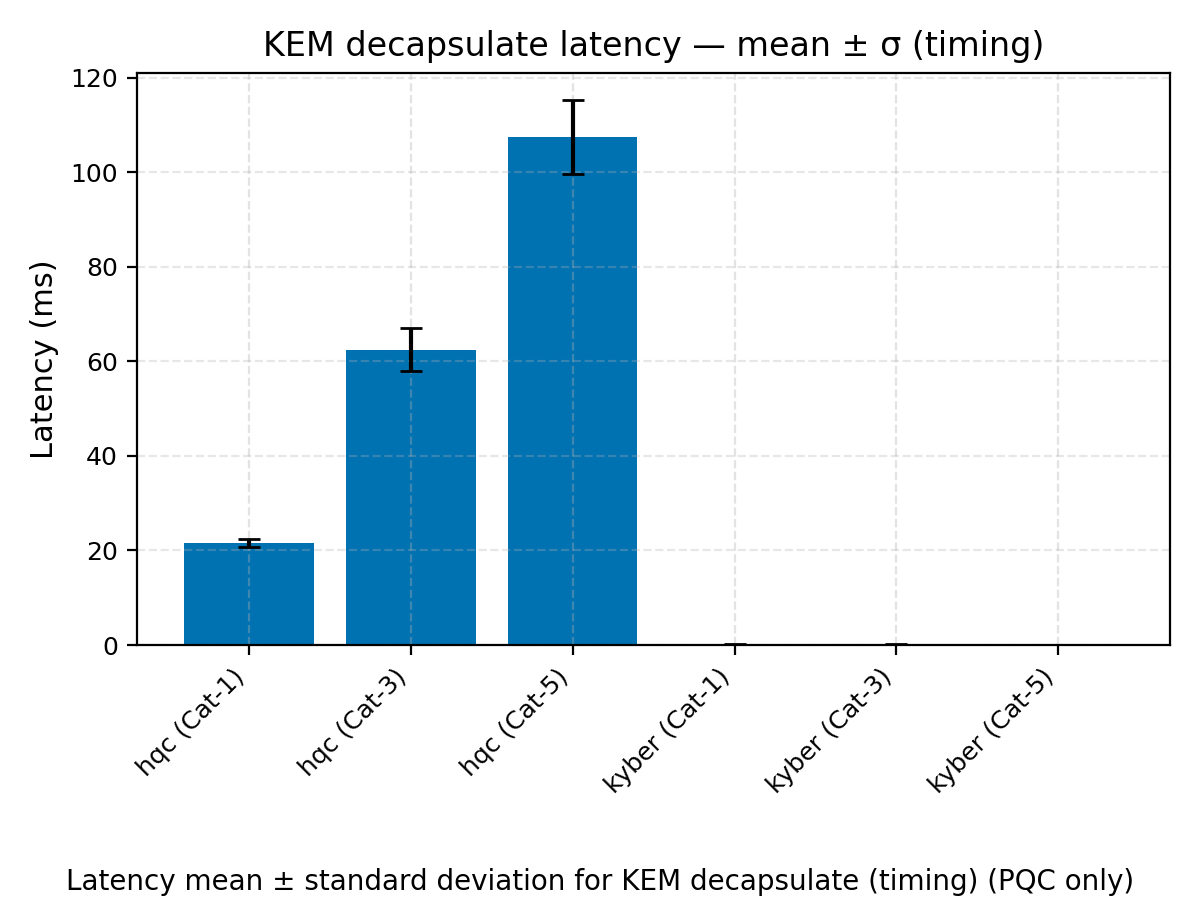 KEM decapsulate latency — mean ± σ (timing)
Latency (ms)
120
100
80
60
40
20
0
hqc (Cat-1)
hqc (Cat-3)
hqc (Cat-5)
kyber (Cat-1)
kyber (Cat-3)
kyber (Cat-5)
Latency mean ± standard deviation for KEM decapsulate (timing) (PQC only)